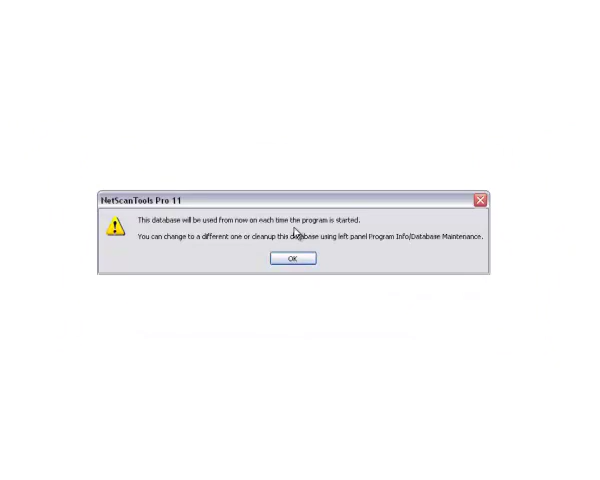 NetScanTools Pro 11
This database will be used from now on each time the program is started.
You can change to a different one or cleanup this database using left panel Program Info/Database Maintenance.
OK